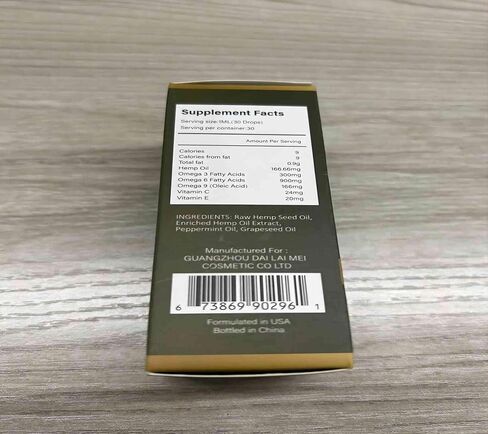 Supplement Facts
Serving size:1ML(30 Drops)
Serving per container:30
Amount Per Serving
Calories 9
Calories from fat 9
Total fat 0.9g
Hemp Oil 166.66mg
Omega 3 Fatty Acids 300mg
Omega 6 Fatty Acids 900mg
Omega 9 (Oleic Acid) 166mg
Vitamin C 24mg
Vitamin E 20mg
INGREDIENTS: Raw Hemp Seed Oil,
Enriched Hemp Oil Extract,
Peppermint Oil, Grapeseed Oil
Manufactured For :
GUANGZHOU DAI LAI MEI
COSMETIC CO LTD
6 73869 90296 1
Formulated in USA
Bottled in China